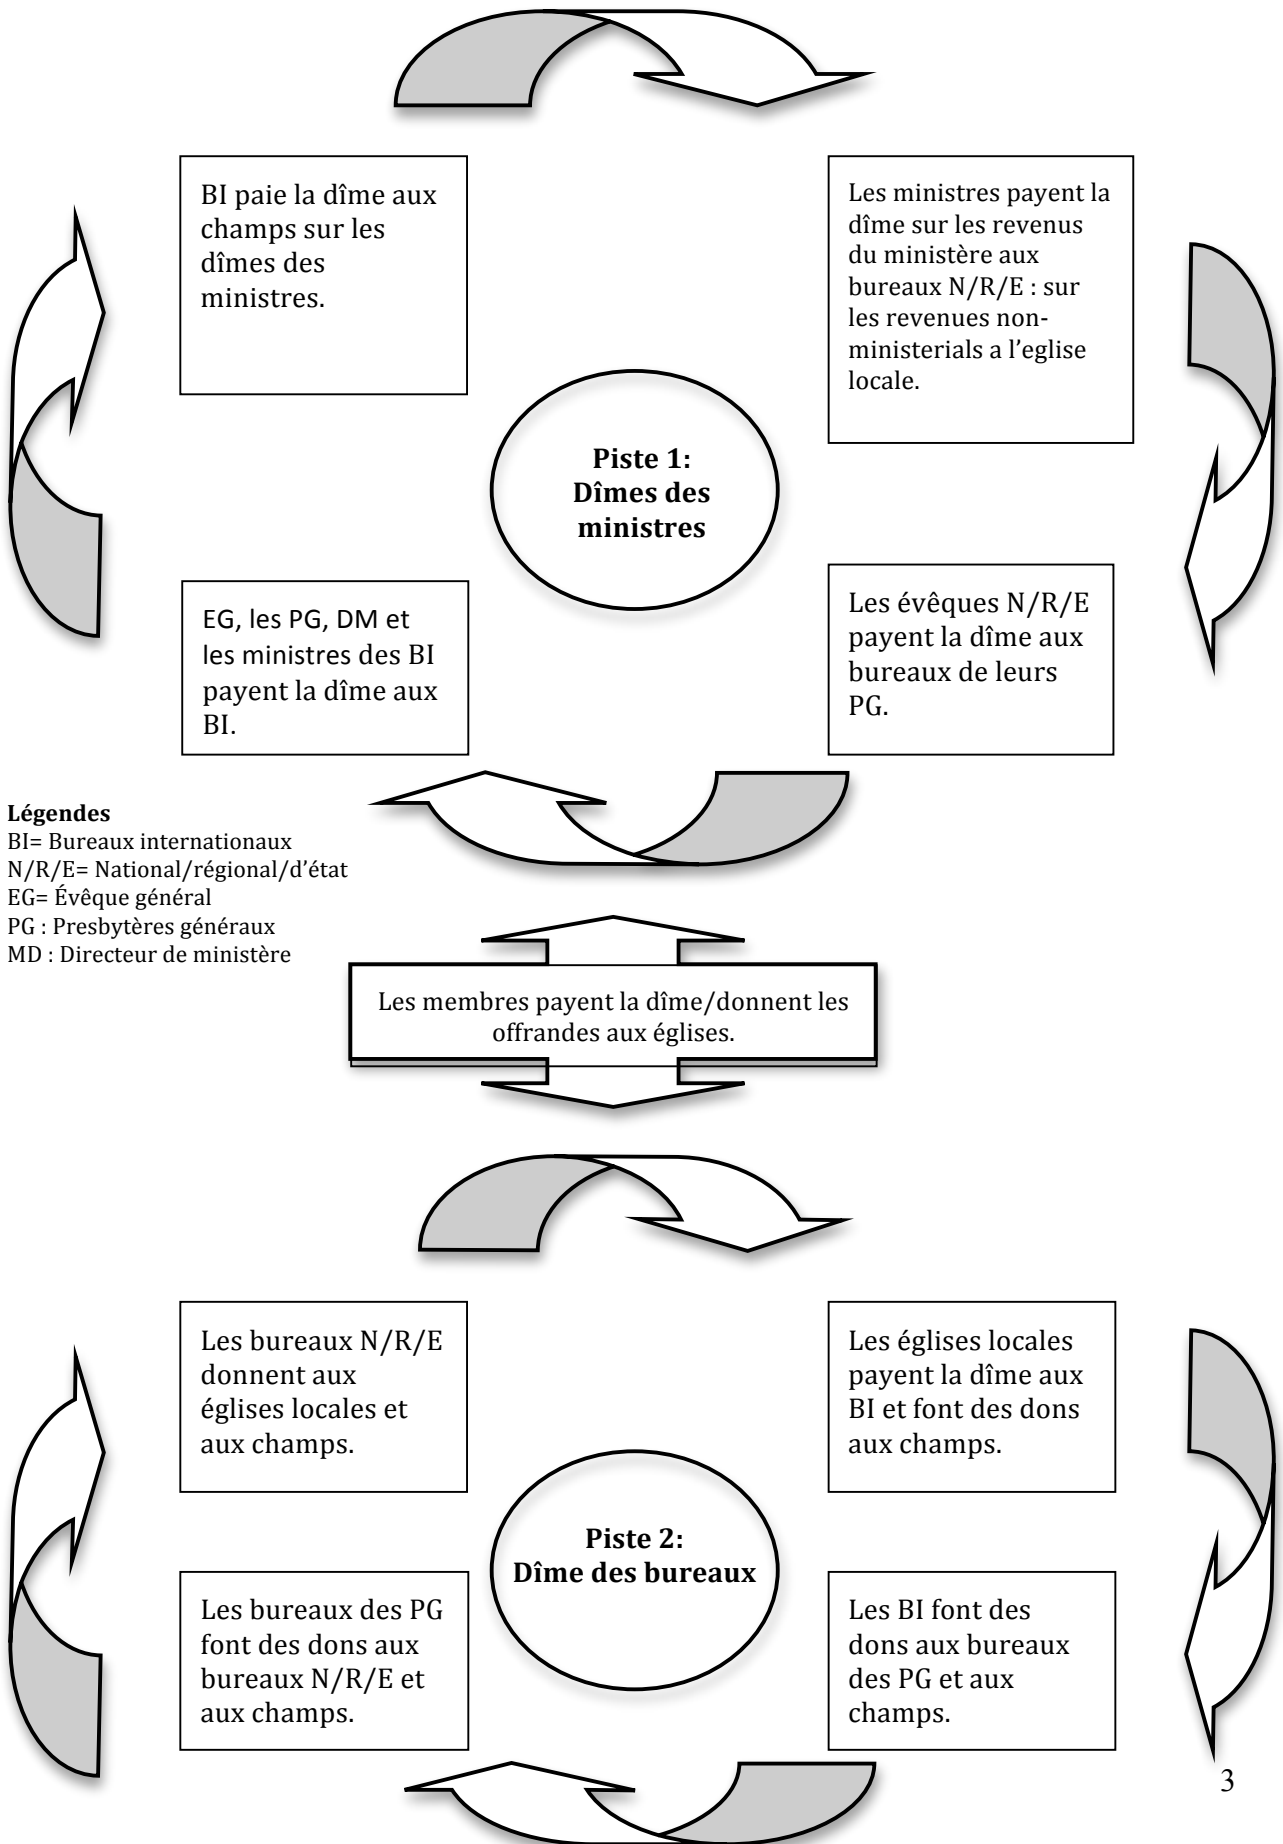 BI paie la dîme aux
champs sur les
dîmes des
ministres.
Les ministres payent la
dîme sur les revenus
du ministère aux
bureaux N/R/E : sur
les revenues non-
ministerials a l’eglise
locale.
Piste 1:
Dîmes des
ministres
EG, les PG, DM et
les ministres des BI
payent la dîme aux
BI.
Les évêques N/R/E
payent la dîme aux
bureaux de leurs
PG.
Légendes
BI= Bureaux internationaux
N/R/E= National/régional/d’état
EG= Évêque général
PG : Presbytères généraux
MD : Directeur de ministère
Les membres payent la dîme/donnent les
offrandes aux églises.
Les bureaux N/R/E
donnent aux
églises locales et
aux champs.
Les églises locales
payent la dîme aux
BI et font des dons
aux champs.
Piste 2:
Dîme des bureaux
Les bureaux des PG
font des dons aux
bureaux N/R/E et
aux champs.
Les BI font des
dons aux bureaux
des PG et aux
champs.
3